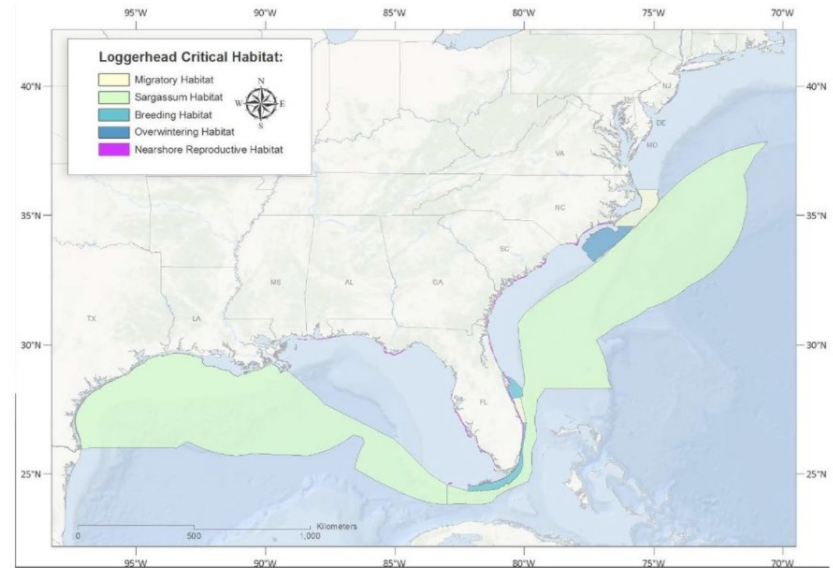 95°W 90°W 85°W 80°W 75°W 70°W
Loggerhead Critical Habitat:
Migratory Habitat
Sargassum Habitat
Breeding Habitat
Overwintering Habitat
Nearshore Reproductive Habitat
N
W E
S
40°N 40°N
NJ
DE
MD
VA
35°N 35°N
NC
SC
MS AL GA
TX LA
30°N 30°N
FL
25°N 25°N
Kilometers
0 500 1,000
95°W 90°W 85°W 80°W 75°W 70°W